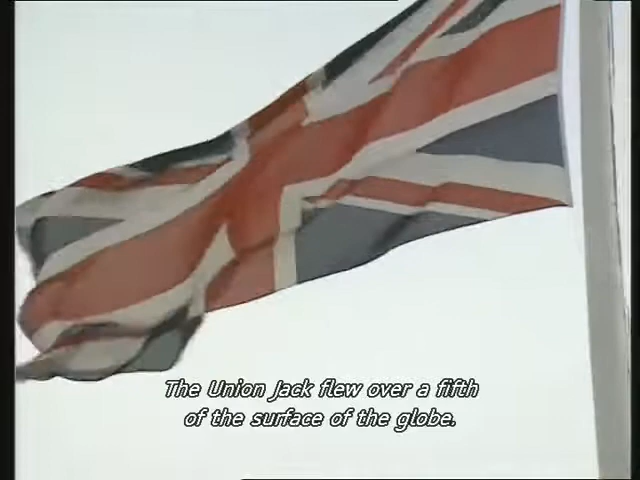 The Union Jack flew over a fifth
of the surface of the globe.